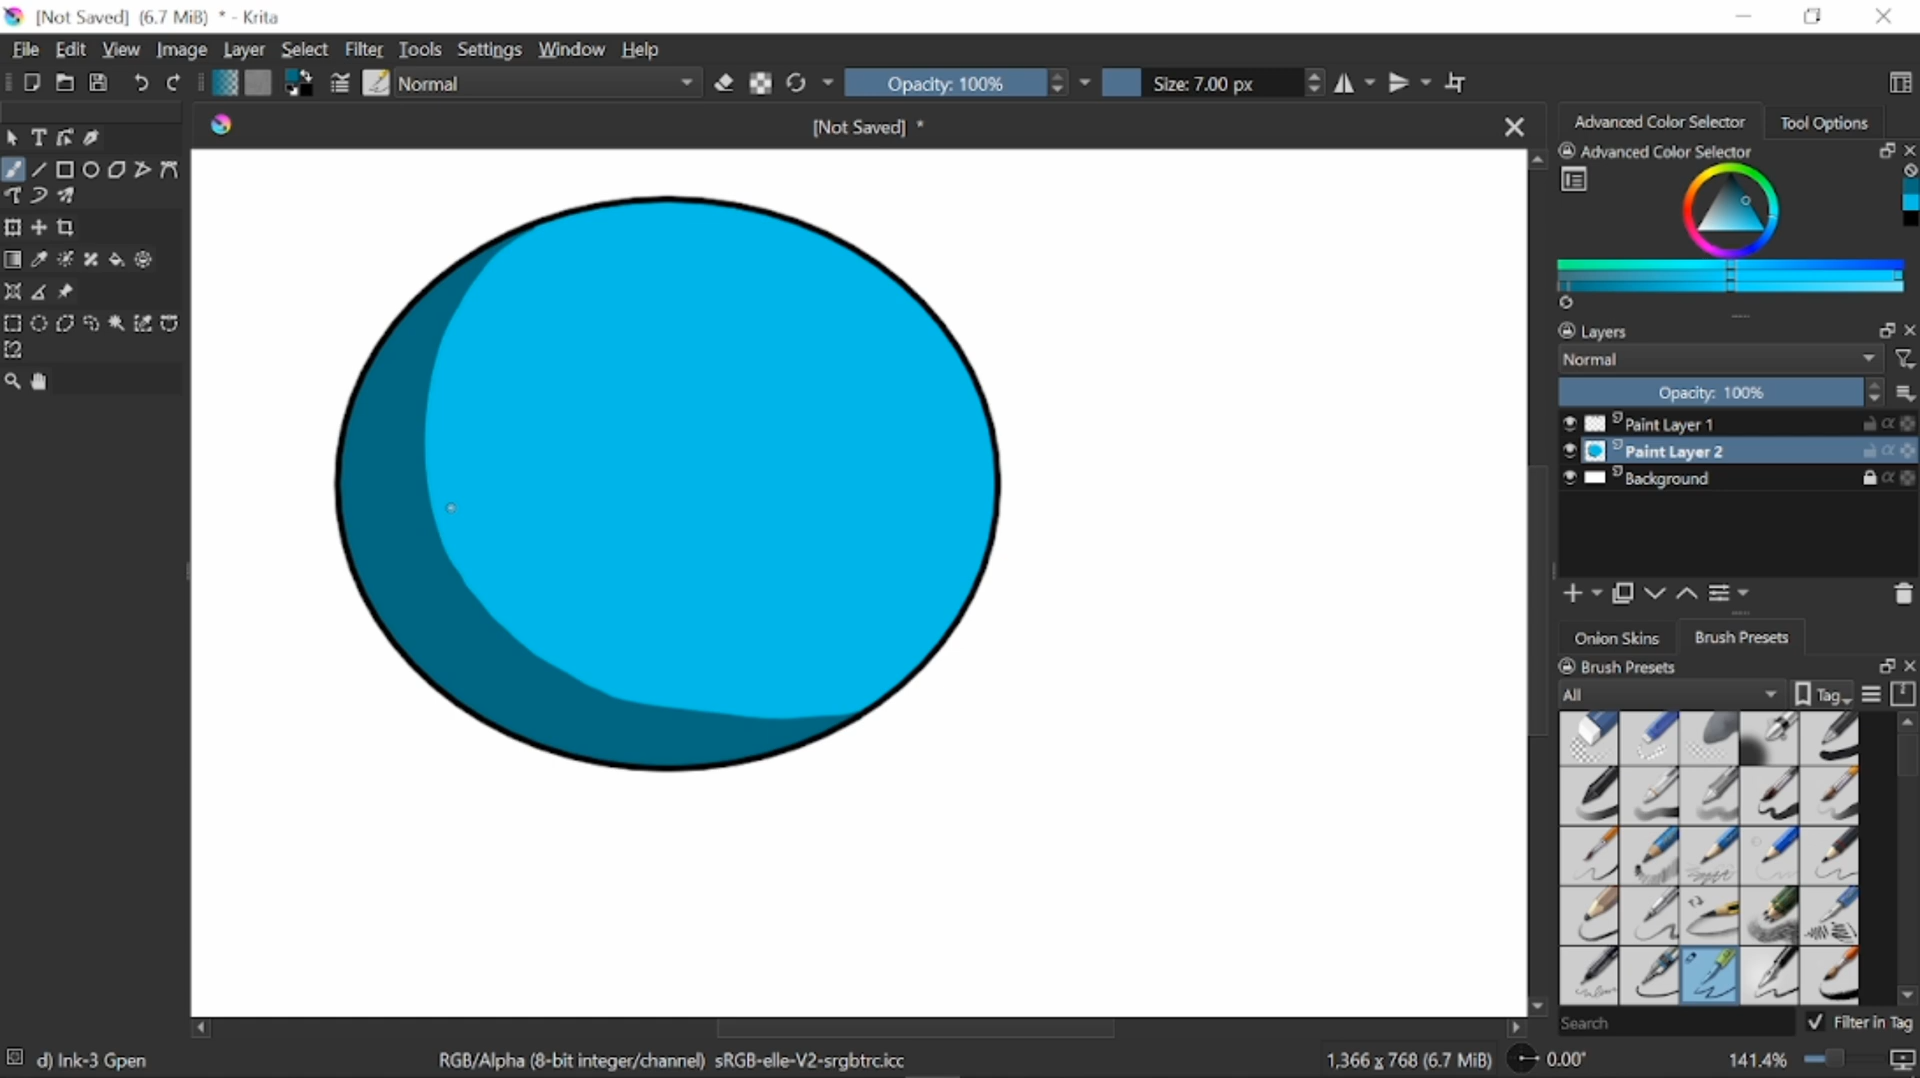 [Not Saved] (6.7 MiB) * - Krita
File Edit View Image Layer Select Filter Tools Settings Window Help
Normal Opacity: 100% Size: 7.00 px
[Not Saved] *
Advanced Color Selector Tool Options
Advanced Color Selector
Layers
Normal
Opacity: 100%
Paint Layer 1
Paint Layer 2
Background
Onion Skins Brush Presets
Brush Presets
All Tag
Search Filter in Tag
d) Ink-3 Gpen RGB/Alpha (8-bit integer/channel) sRGB-elle-V2-srgbtrc.icc 1,366 x 768 (6.7 MiB) 0.00° 141.4%